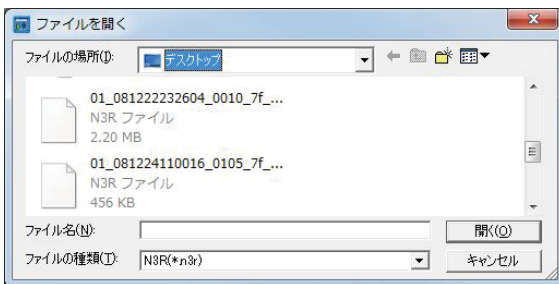 ファイルを開く
ファイルの場所(I):
デスクトップ
01_081222232604_0010_7f_...
N3R ファイル
2.20 MB
01_081224110016_0105_7f_...
N3R ファイル
456 KB
ファイル名(N):
開く(O)
ファイルの種類(T):
N3R(*n3r)
キャンセル